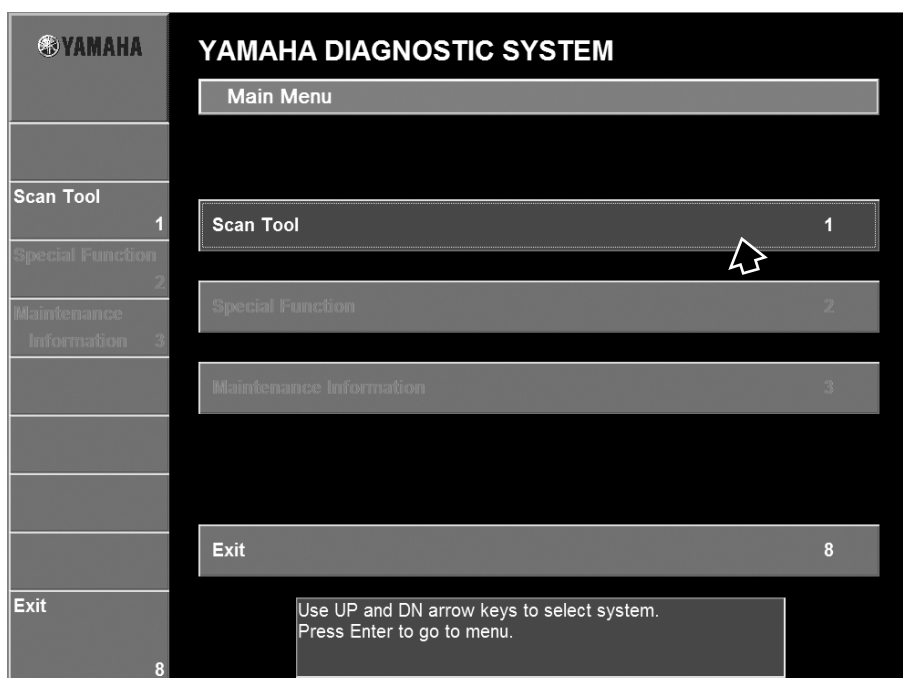 YAMAHA
YAMAHA DIAGNOSTIC SYSTEM
Main Menu
Scan Tool
1
Special Function
2
Maintenance
Information 3
Exit
8
Scan Tool 1
Special Function 2
Maintenance Information 3
Exit 8
Use UP and DN arrow keys to select system.
Press Enter to go to menu.